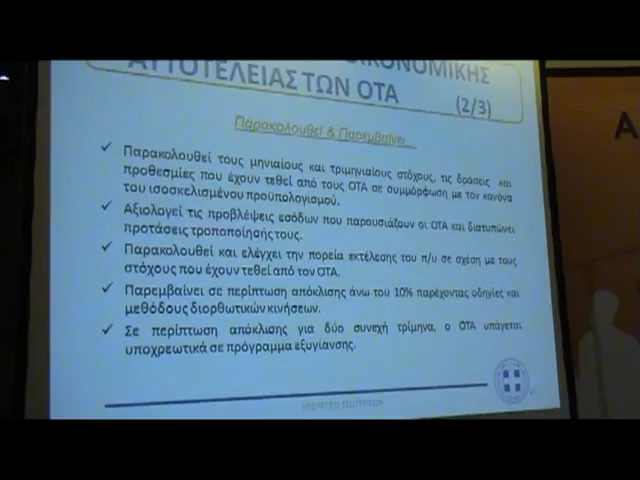 ΟΙΚΟΝΟΜΙΚΗΣ
ΑΥΤΟΤΕΛΕΙΑΣ ΤΩΝ ΟΤΑ (2/3)
Παρακολουθεί & Παρεμβαίνει...
✓ Παρακολουθεί τους μηνιαίους και τριμηνιαίους στόχους, τις δράσεις και
προθεσμίες που έχουν τεθεί από τους ΟΤΑ σε συμμόρφωση με τον κανόνα
του ισοσκελισμένου προϋπολογισμού.
✓ Αξιολογεί τις προβλέψεις εσόδων που παρουσιάζουν οι ΟΤΑ και διατυπώνει
προτάσεις τροποποίησής τους.
✓ Παρακολουθεί και ελέγχει την πορεία εκτέλεσης του π/υ σε σχέση με τους
στόχους που έχουν τεθεί από τον ΟΤΑ.
✓ Παρεμβαίνει σε περίπτωση απόκλισης άνω του 10% παρέχοντας οδηγίες και
μεθόδους διορθωτικών κινήσεων.
✓ Σε περίπτωση απόκλισης για δύο συνεχή τρίμηνα, ο ΟΤΑ υπάγεται
υποχρεωτικά σε πρόγραμμα εξυγίανσης.
ΥΠΟΥΡΓΕΙΟ ΕΣΩΤΕΡΙΚΩΝ
Α